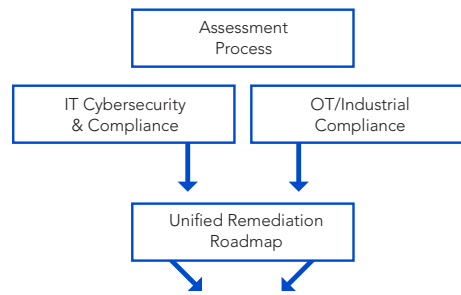 Assessment
Process
IT Cybersecurity
& Compliance
OT/Industrial
Compliance
Unified Remediation
Roadmap